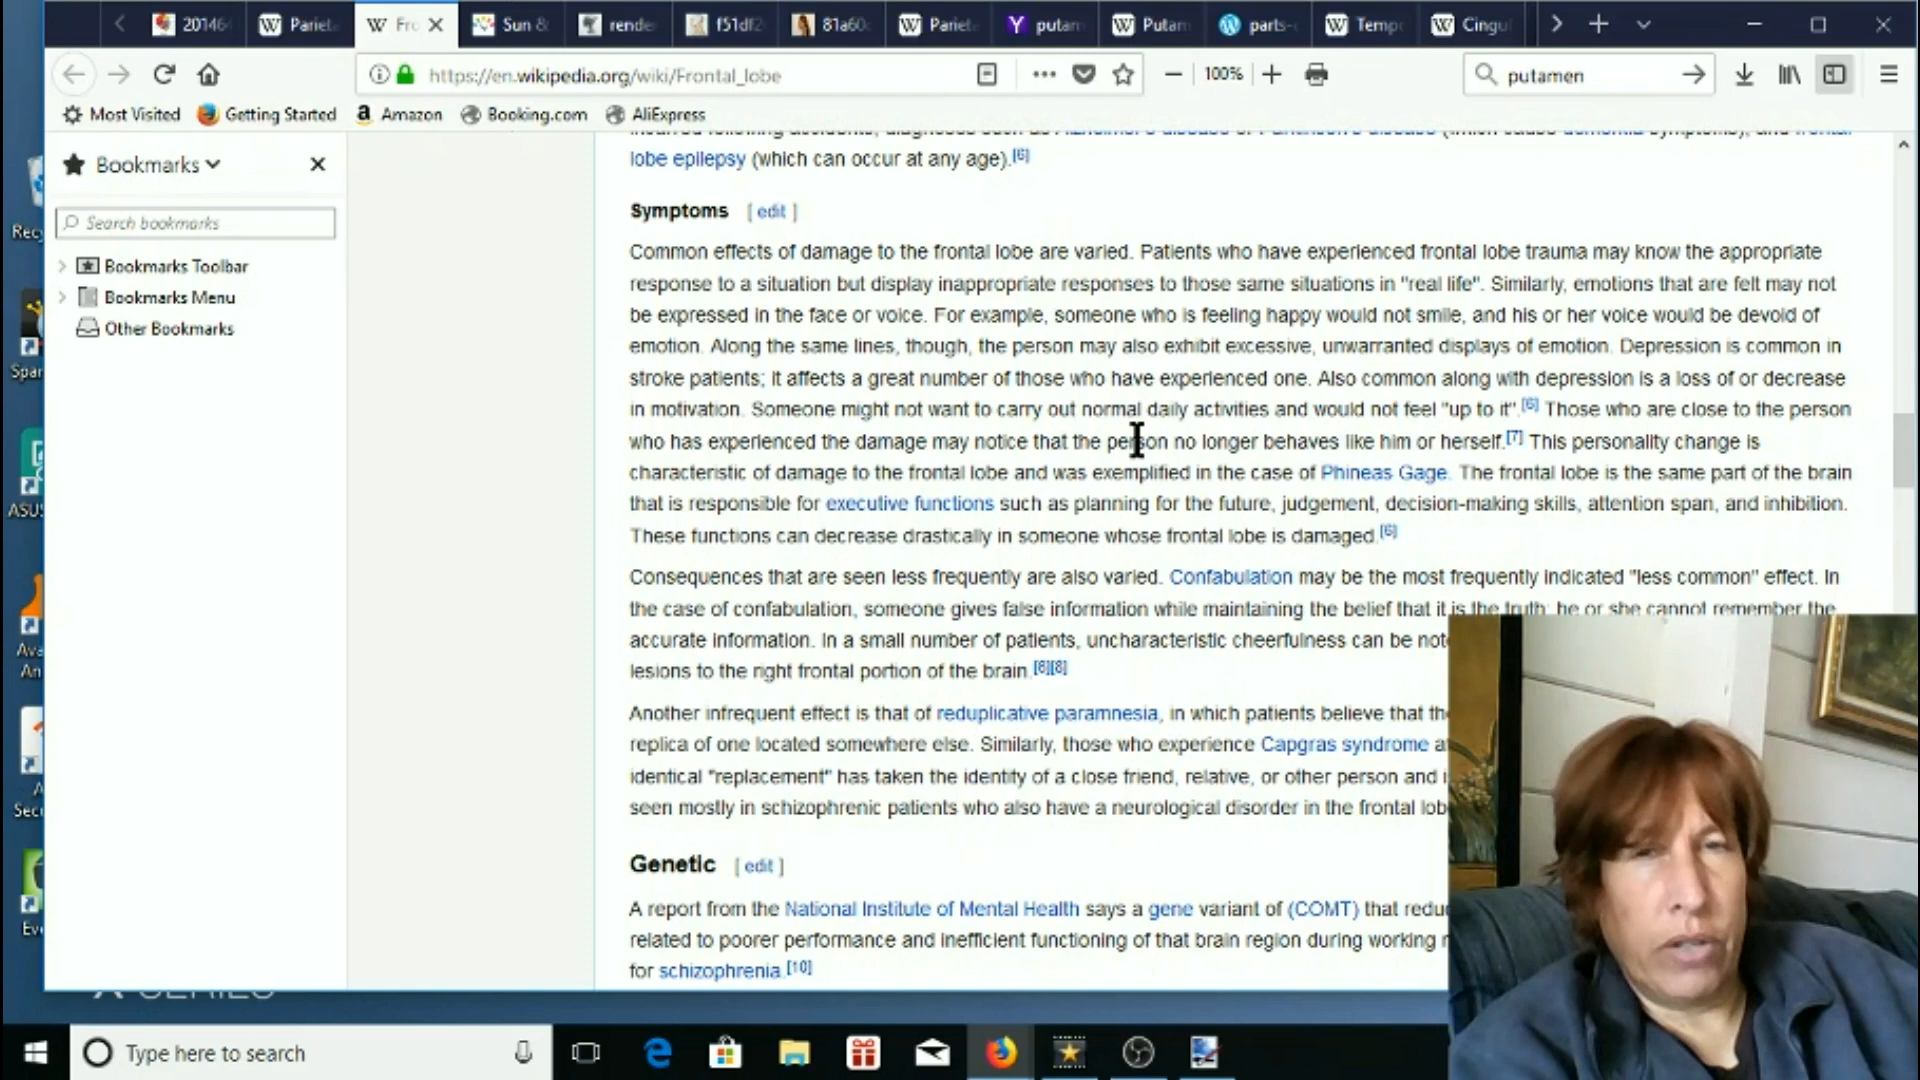 20146
Pariet
Fro
Sun &
rende
f51df2
81a60
Pariet
putam
Putam
parts-
Tempo
Cingul
https://en.wikipedia.org/wiki/Frontal_lobe
100%
putamen
Most Visited
Getting Started
Amazon
Booking.com
AliExpress
Bookmarks
Search bookmarks
Bookmarks Toolbar
Bookmarks Menu
Other Bookmarks
lobe epilepsy (which can occur at any age).[6]
Symptoms [ edit ]
Common effects of damage to the frontal lobe are varied. Patients who have experienced frontal lobe trauma may know the appropriate
response to a situation but display inappropriate responses to those same situations in "real life". Similarly, emotions that are felt may not
be expressed in the face or voice. For example, someone who is feeling happy would not smile, and his or her voice would be devoid of
emotion. Along the same lines, though, the person may also exhibit excessive, unwarranted displays of emotion. Depression is common in
stroke patients; it affects a great number of those who have experienced one. Also common along with depression is a loss of or decrease
in motivation. Someone might not want to carry out normal daily activities and would not feel "up to it".[6] Those who are close to the person
who has experienced the damage may notice that the person no longer behaves like him or herself.[7] This personality change is
characteristic of damage to the frontal lobe and was exemplified in the case of Phineas Gage. The frontal lobe is the same part of the brain
that is responsible for executive functions such as planning for the future, judgement, decision-making skills, attention span, and inhibition.
These functions can decrease drastically in someone whose frontal lobe is damaged.[6]
Consequences that are seen less frequently are also varied. Confabulation may be the most frequently indicated "less common" effect. In
the case of confabulation, someone gives false information while maintaining the belief that it is the truth; he or she cannot remember the
accurate information. In a small number of patients, uncharacteristic cheerfulness can be not
lesions to the right frontal portion of the brain.[6][8]
Another infrequent effect is that of reduplicative paramnesia, in which patients believe that th
replica of one located somewhere else. Similarly, those who experience Capgras syndrome a
identical "replacement" has taken the identity of a close friend, relative, or other person and i
seen mostly in schizophrenic patients who also have a neurological disorder in the frontal lob
Genetic [ edit ]
A report from the National Institute of Mental Health says a gene variant of (COMT) that redu
related to poorer performance and inefficient functioning of that brain region during working
for schizophrenia.[10]
Type here to search